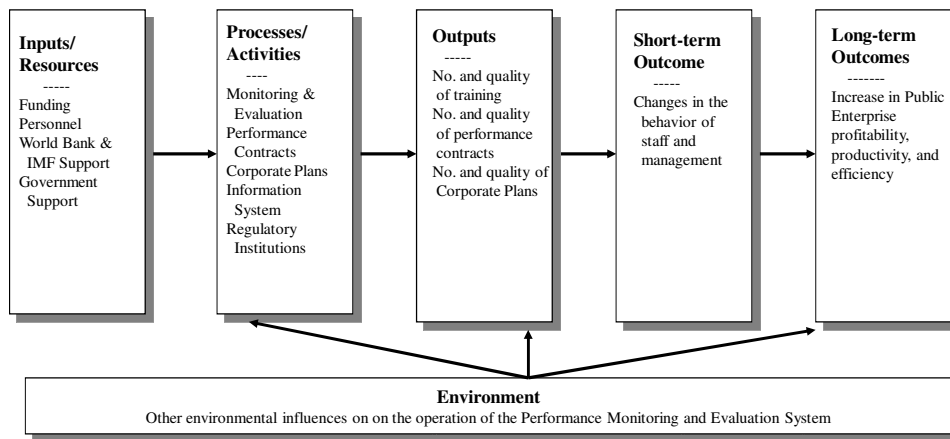 Inputs/
Resources
-----
Funding
Personnel
World Bank &
IMF Support
Government
Support
Processes/
Activities
----
Monitoring &
Evaluation
Performance
Contracts
Corporate Plans
Information
System
Regulatory
Institutions
Outputs
-----
No. and quality
of training
No. and quality
of performance
contracts
No. and quality of
Corporate Plans
Short-term
Outcome
-----
Changes in the
behavior of
staff and
management
Long-term
Outcomes
-------
Increase in Public
Enterprise
profitability,
productivity, and
efficiency
Environment
Other environmental influences on on the operation of the Performance Monitoring and Evaluation System